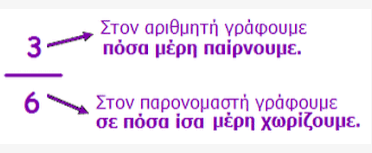 Στον αριθμητή γράφουμε
3 πόσα μέρη παίρνουμε.
6 Στον παρονομαστή γράφουμε
σε πόσα ίσα μέρη χωρίζουμε.